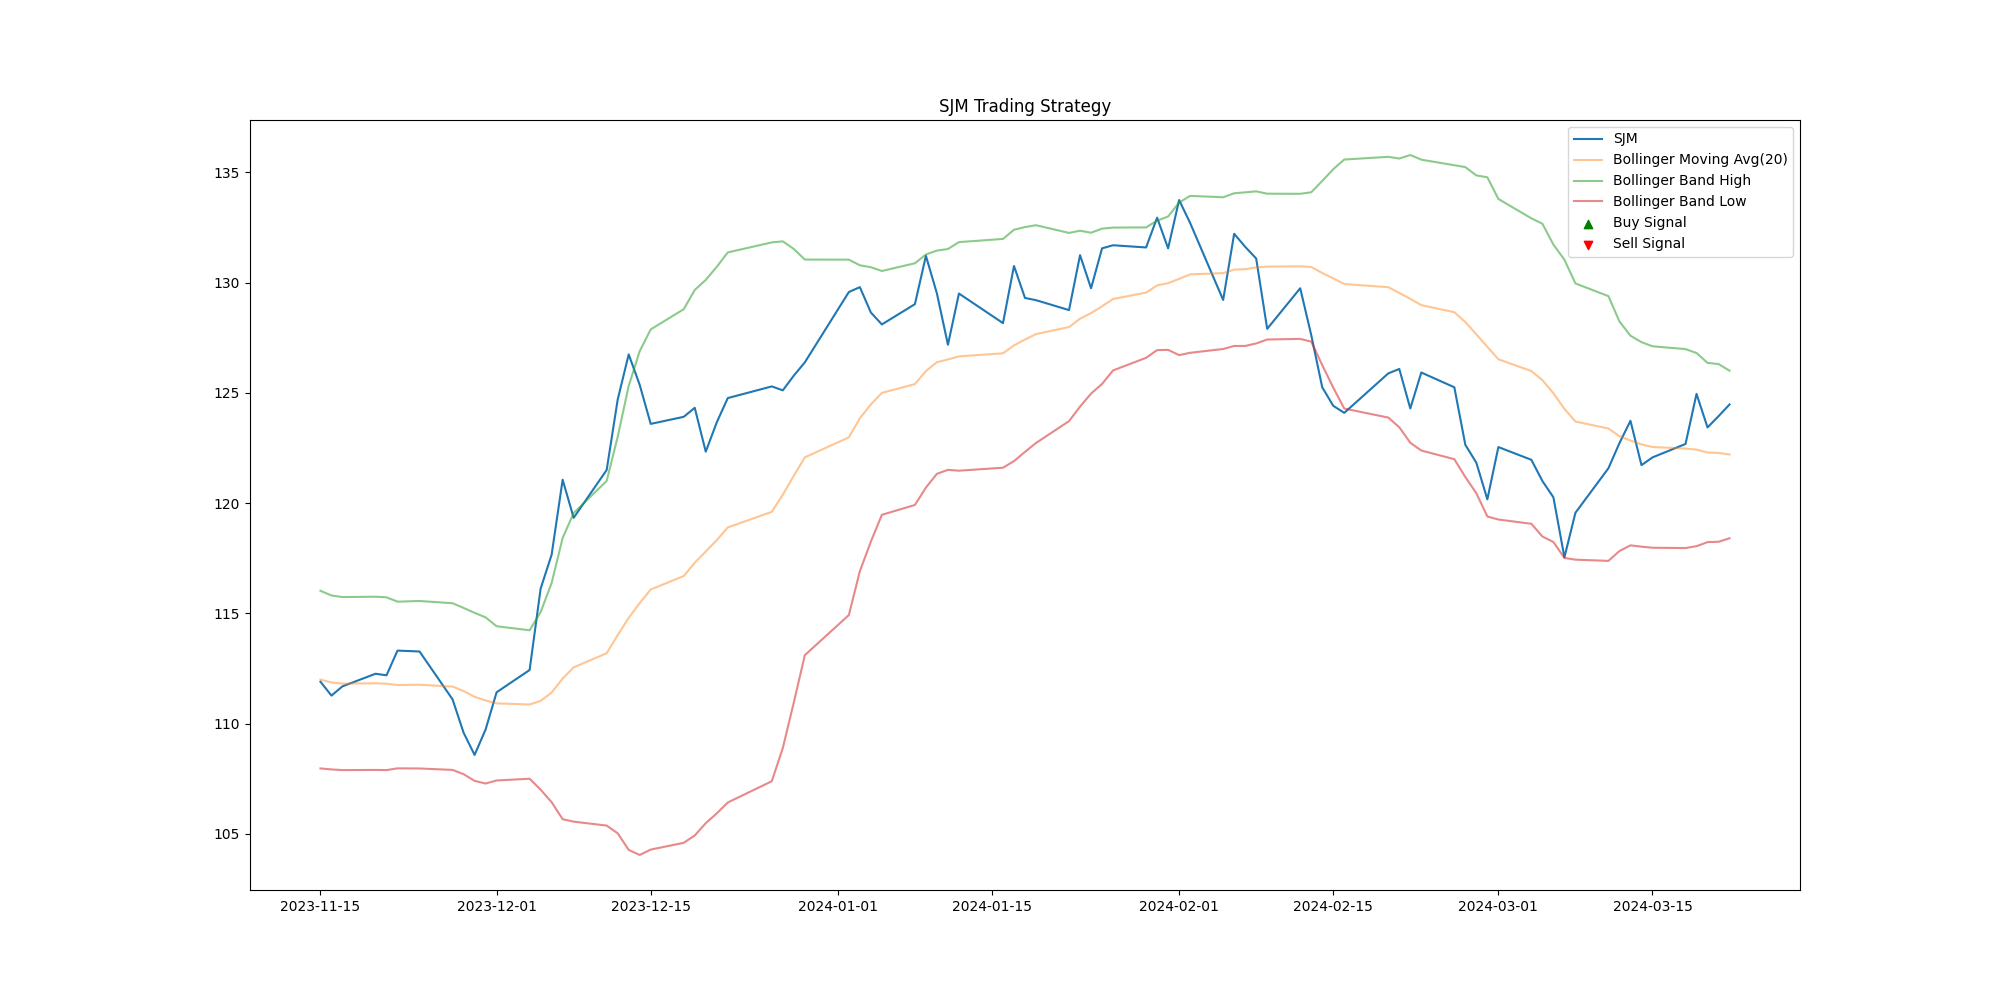 SJM Trading Strategy
SJM
Bollinger Moving Avg(20)
Bollinger Band High
Bollinger Band Low
Buy Signal
Sell Signal
135
130
125
120
115
110
105
2023-11-15
2023-12-01
2023-12-15
2024-01-01
2024-01-15
2024-02-01
2024-02-15
2024-03-01
2024-03-15